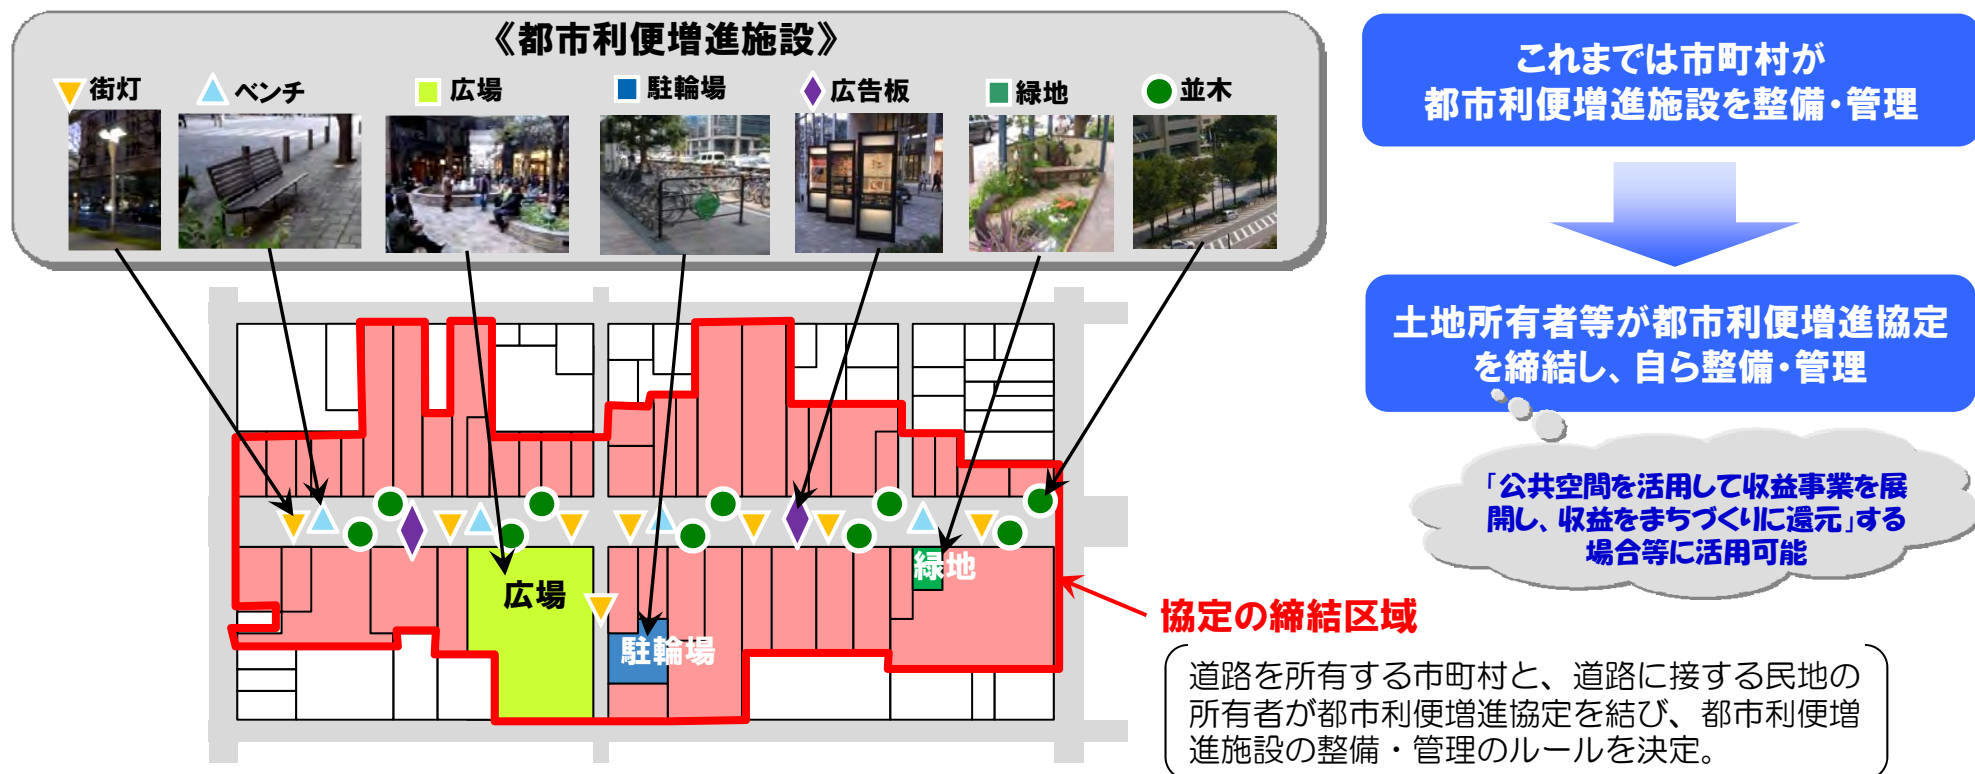 《都市利便増進施設》
街灯
ベンチ
広場
駐輪場
広告板
緑地
並木
これまでは市町村が
都市利便増進施設を整備・管理
土地所有者等が都市利便増進協定
を締結し、自ら整備・管理
「公共空間を活用して収益事業を展
開し、収益をまちづくりに還元」する
場合等に活用可能
広場
駐輪場
緑地
協定の締結区域
道路を所有する市町村と、道路に接する民地の
所有者が都市利便増進協定を結び、都市利便増
進施設の整備・管理のルールを決定。